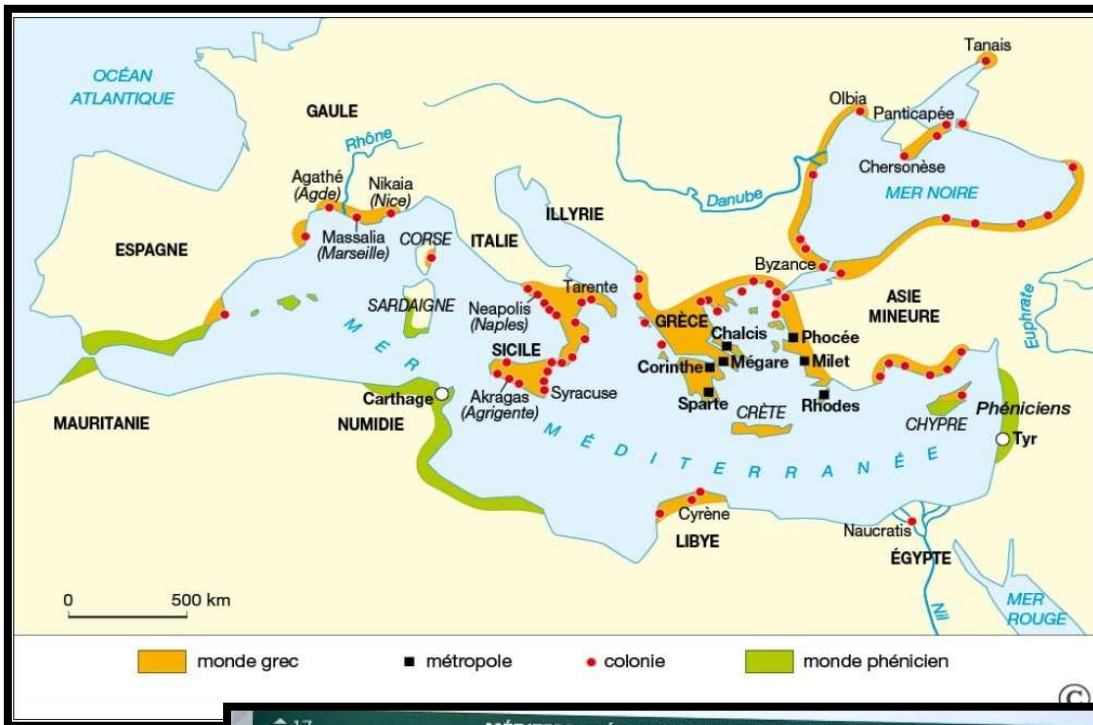 OCÉAN
ATLANTIQUE
GAULE
Rhône
Agathé
(Agde)
Nikaia
(Nice)
Massalia
(Marseille)
ESPAGNE
CORSE
ITALIE
ILLYRIE
Danube
Tanais
Olbia
Panticapée
Chersonèse
MER NOIRE
Byzance
SARDAIGNE
Neapolis
(Naples)
Tarente
GRÈCE
Chalcis
Corinthe
Mégare
Sparte
Phocée
Milet
Rhodes
ASIE
MINEURE
Euphrate
SICILE
Akragas
(Agrigente)
Syracuse
Carthage
MAURITANIE
NUMIDIE
CRÈTE
CHYPRE
Phéniciens
Tyr
MER MÉDITERRANÉE
Cyrène
LIBYE
Naucratis
ÉGYPTE
Nil
MER
ROUGE
0 500 km
monde grec
métropole
colonie
monde phénicien
©
17